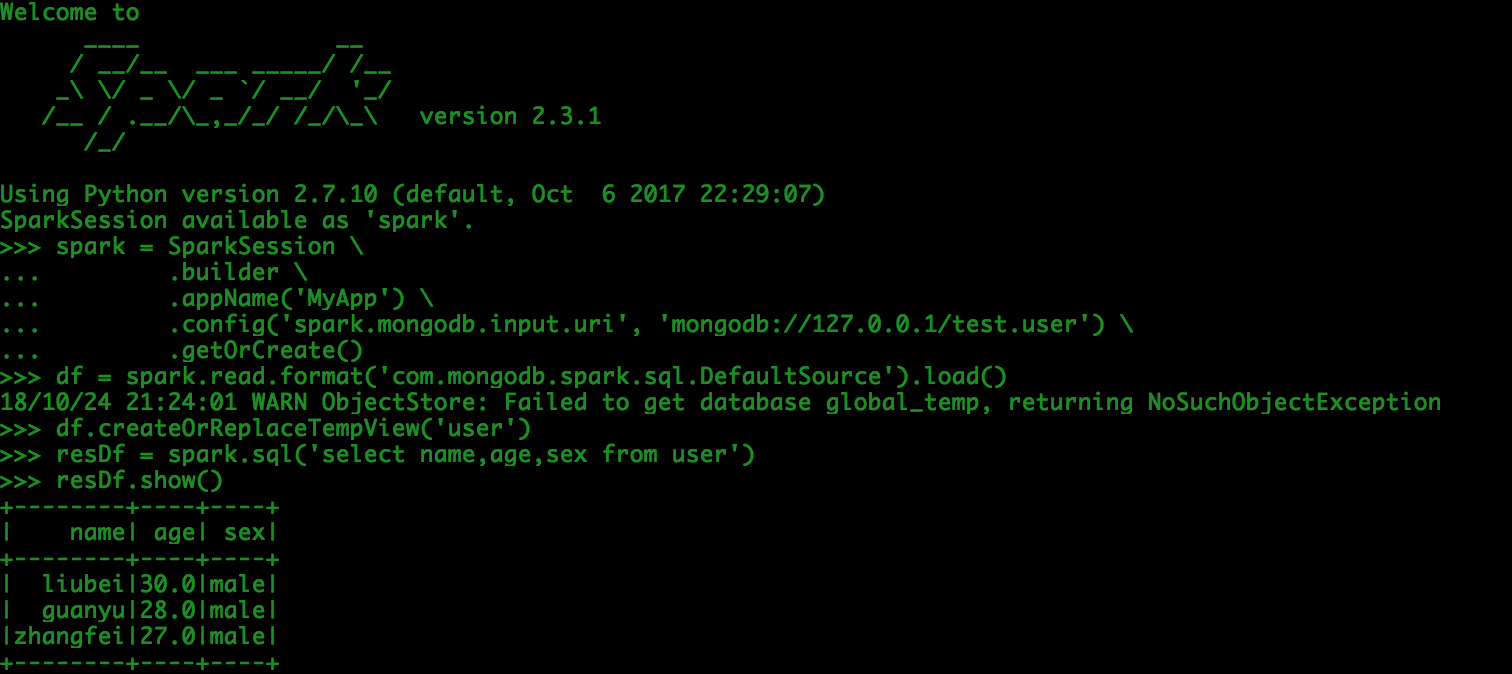 Welcome to
      ____              __
     / __/__  ___ _____/ /__
    _\ \/ _ \/ _ `/ __/  '_/
   /__ / .__/\_,_/_/ /_/\_\   version 2.3.1
      /_/

Using Python version 2.7.10 (default, Oct  6 2017 22:29:07)
SparkSession available as 'spark'.
>>> spark = SparkSession \
...         .builder \
...         .appName('MyApp') \
...         .config('spark.mongodb.input.uri', 'mongodb://127.0.0.1/test.user') \
...         .getOrCreate()
>>> df = spark.read.format('com.mongodb.spark.sql.DefaultSource').load()
18/10/24 21:24:01 WARN ObjectStore: Failed to get database global_temp, returning NoSuchObjectException
>>> df.createOrReplaceTempView('user')
>>> resDf = spark.sql('select name,age,sex from user')
>>> resDf.show()
+--------+----+----+
|    name| age| sex|
+--------+----+----+
|  liubei|30.0|male|
|  guanyu|28.0|male|
|zhangfei|27.0|male|
+--------+----+----+